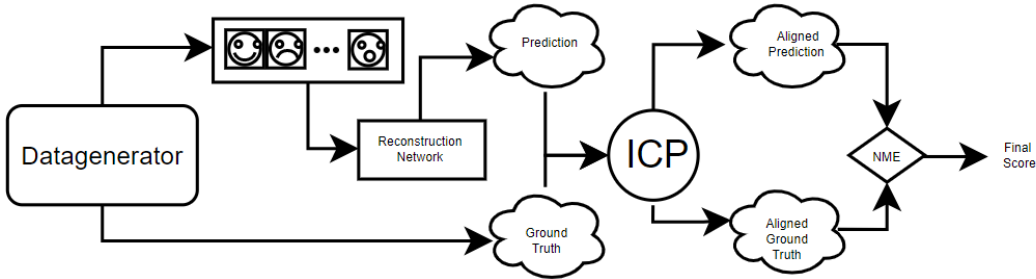 Datagenerator
Reconstruction
Network
Prediction
Ground
Truth
ICP
Aligned
Prediction
Aligned
Ground
Truth
NME
Final
Score